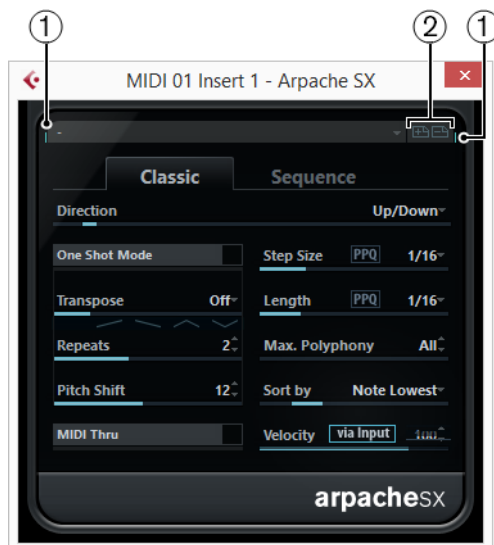 1 2 1
MIDI 01 Insert 1 - Arpache SX ×
-
Classic Sequence
Direction Up/Down
One Shot Mode Step Size PPQ 1/16
Transpose Off Length PPQ 1/16
Repeats 2 Max. Polyphony All
Pitch Shift 12 Sort by Note Lowest
MIDI Thru Velocity via Input 100
arpacheSX